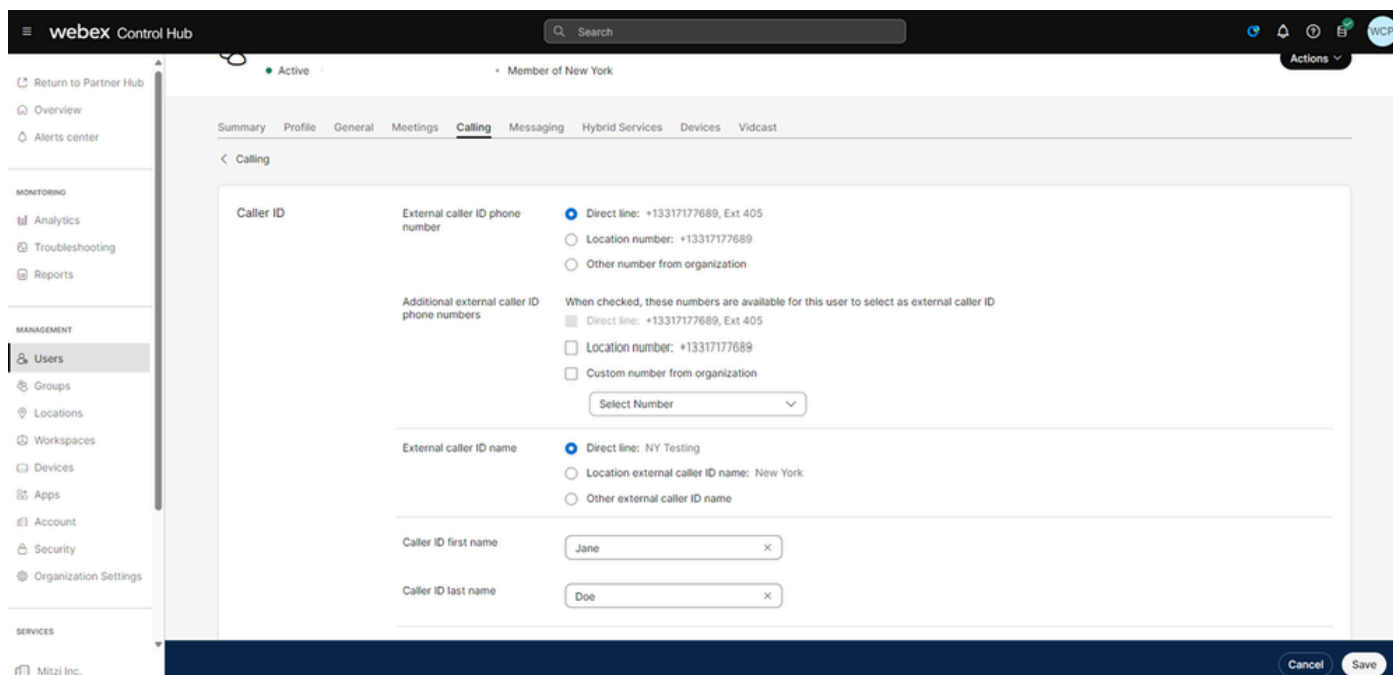 webex Control Hub
Search
WCP
Active
Member of New York
Actions
Return to Partner Hub
Overview
Alerts center
MONITORING
Analytics
Troubleshooting
Reports
MANAGEMENT
Users
Groups
Locations
Workspaces
Devices
Apps
Account
Security
Organization Settings
SERVICES
Mitzi Inc.
Summary Profile General Meetings Calling Messaging Hybrid Services Devices Vidcast
Calling
Caller ID
External caller ID phone
number
Direct line: +13317177689, Ext 405
Location number: +13317177689
Other number from organization
Additional external caller ID
phone numbers
When checked, these numbers are available for this user to select as external caller ID
Direct line: +13317177689, Ext 405
Location number: +13317177689
Custom number from organization
Select Number
External caller ID name
Direct line: NY Testing
Location external caller ID name: New York
Other external caller ID name
Caller ID first name
Jane
Caller ID last name
Doe
Cancel
Save